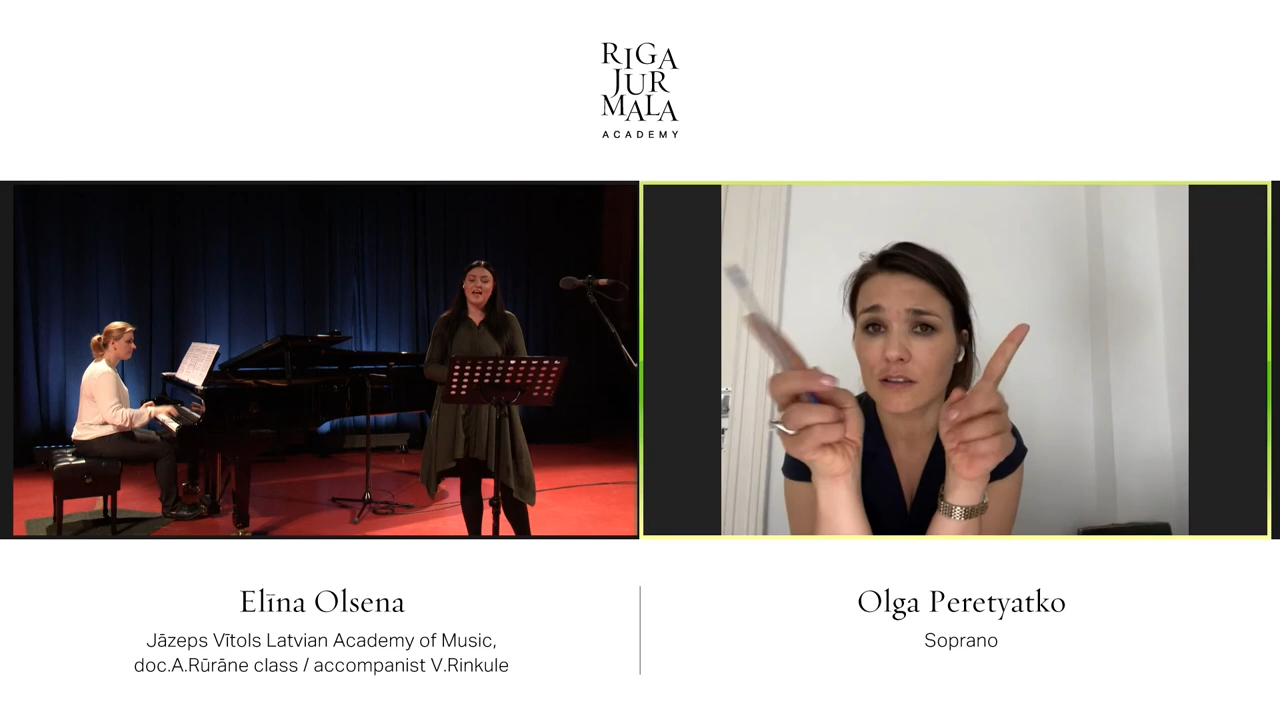 RIGA
JUR
MALA
ACADEMY
Elīna Olsena
Jāzeps Vītols Latvian Academy of Music,
doc.A.Rūrāne class / accompanist V.Rinkule
Olga Peretyatko
Soprano